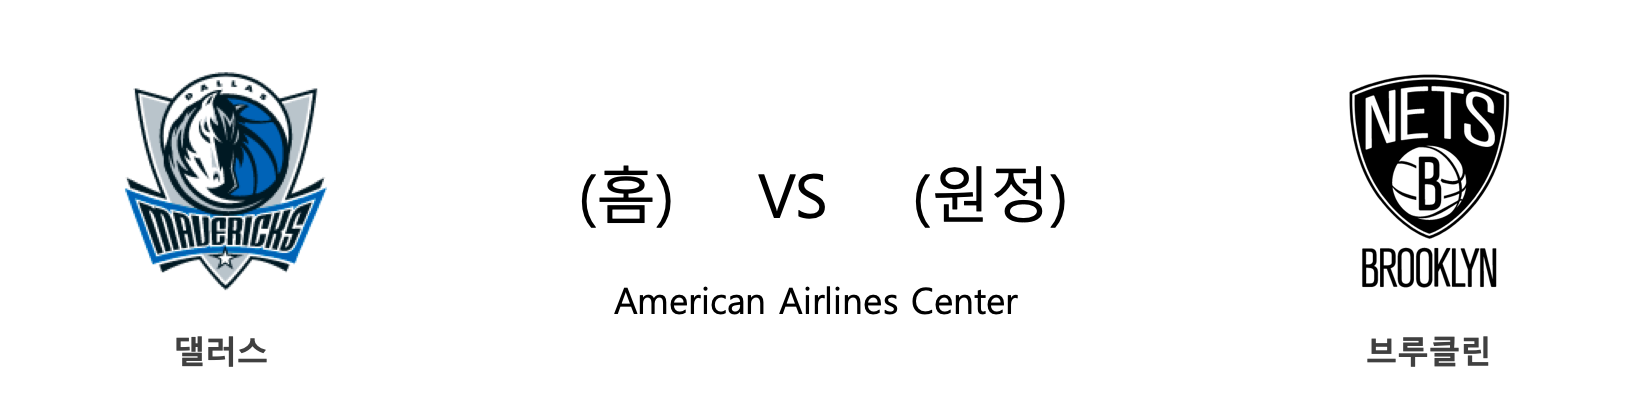 DALLAS
MAVERICKS
댈러스
(홈) VS (원정)
American Airlines Center
NETS
B
BROOKLYN
브루클린